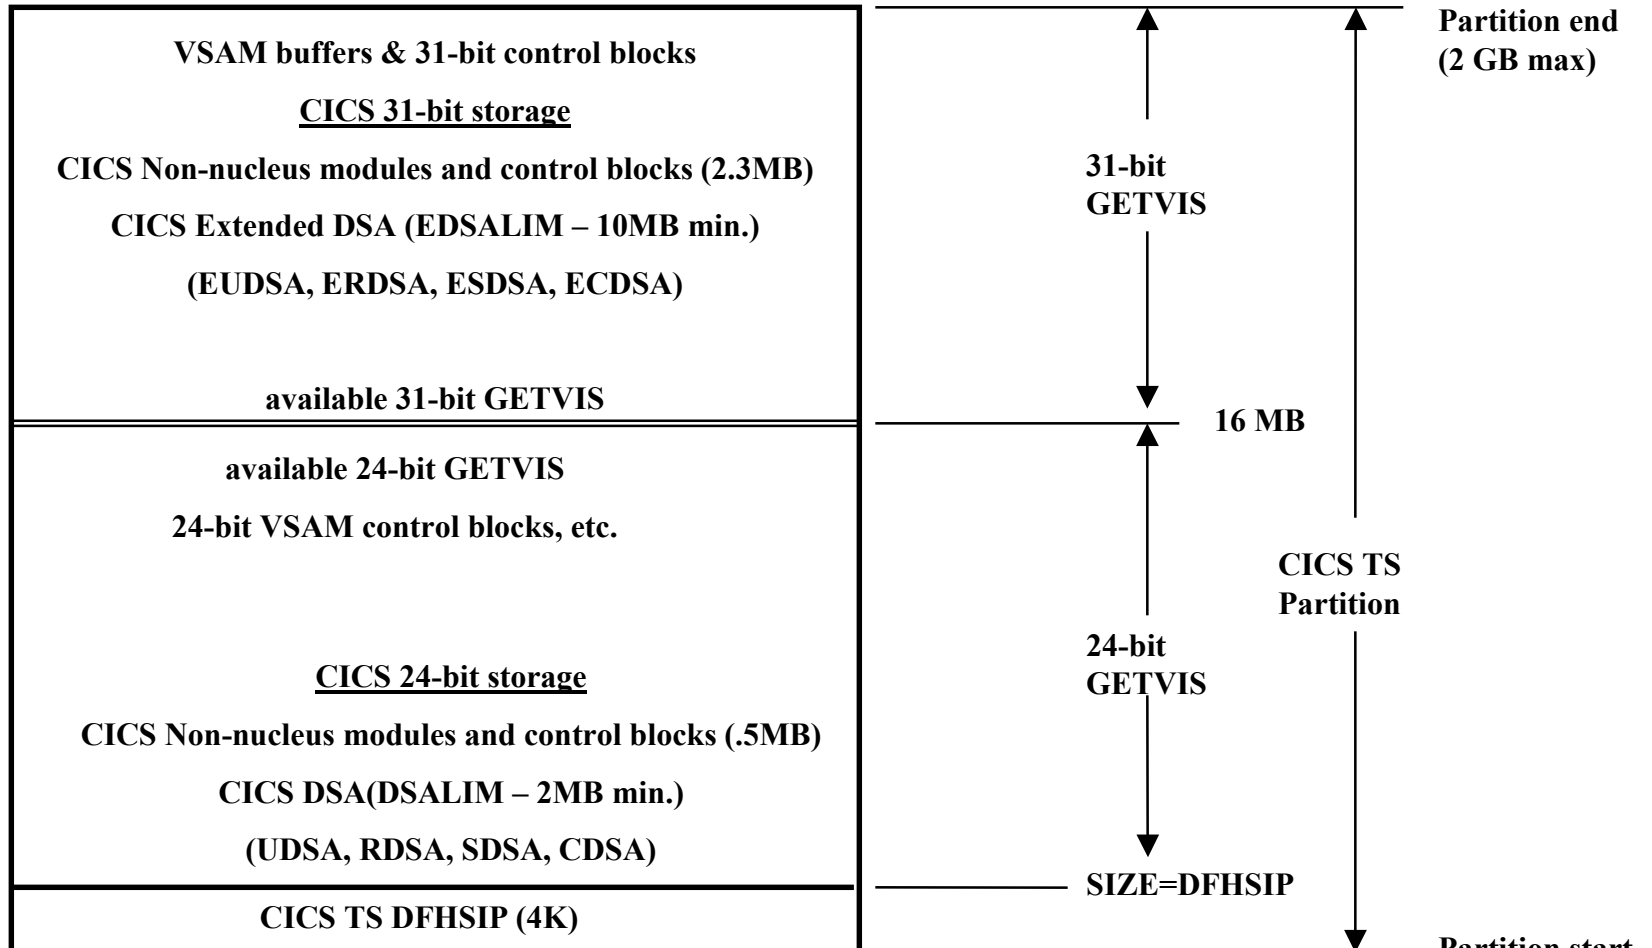 VSAM buffers & 31-bit control blocks
CICS 31-bit storage
CICS Non-nucleus modules and control blocks (2.3MB)
CICS Extended DSA (EDSALIM – 10MB min.)
(EUDSA, ERDSA, ESDSA, ECDSA)
available 31-bit GETVIS
available 24-bit GETVIS
24-bit VSAM control blocks, etc.
CICS 24-bit storage
CICS Non-nucleus modules and control blocks (.5MB)
CICS DSA(DSALIM – 2MB min.)
(UDSA, RDSA, SDSA, CDSA)
CICS TS DFHSIP (4K)
31-bit
GETVIS
16 MB
24-bit
GETVIS
SIZE=DFHSIP
CICS TS
Partition
Partition end
(2 GB max)
Partition start